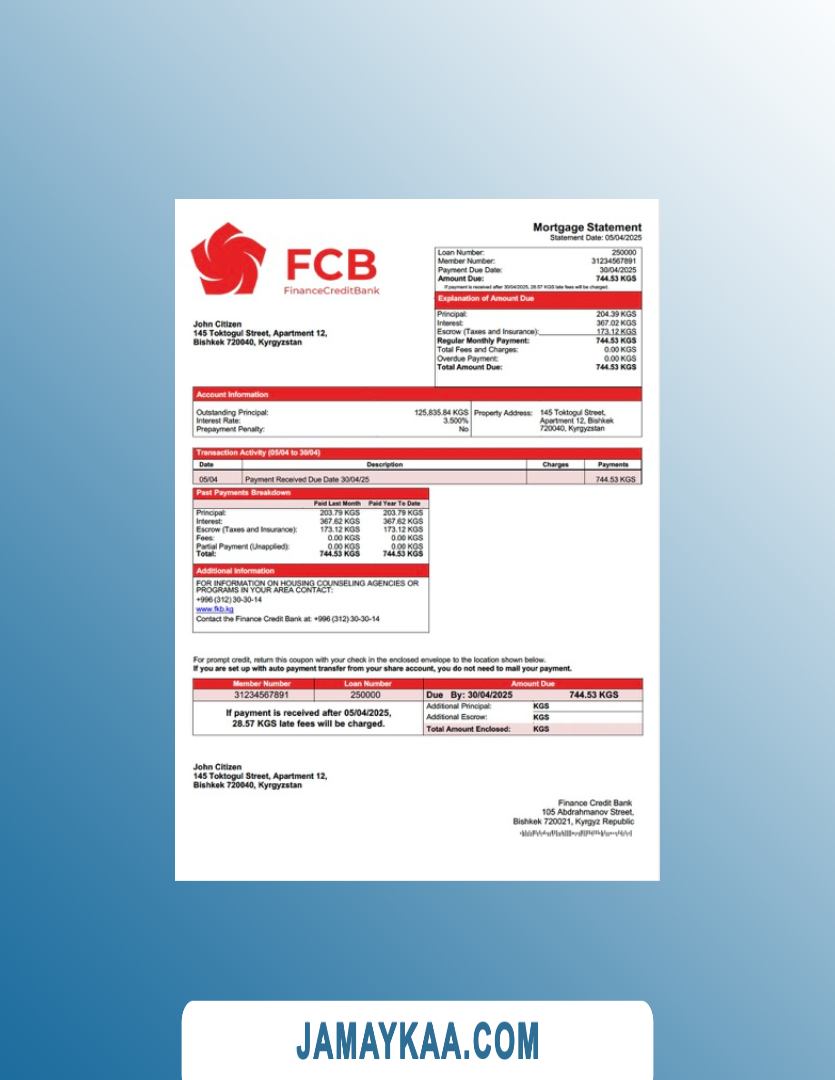 FCB
FinanceCreditBank
Mortgage Statement
Statement Date: 05/04/2025
Loan Number: 250000
Member Number: 31234567891
Payment Due Date: 30/04/2025
Amount Due: 744.53 KGS
If payment is received after 30/04/2025, 28.57 KGS late fees will be charged.
Explanation of Amount Due
Principal: 204.39 KGS
Interest: 367.02 KGS
Escrow (Taxes and Insurance): 173.12 KGS
Regular Monthly Payment: 744.53 KGS
Total Fees and Charges: 0.00 KGS
Overdue Payment: 0.00 KGS
Total Amount Due: 744.53 KGS
John Citizen
145 Toktogul Street, Apartment 12,
Bishkek 720040, Kyrgyzstan
Account Information
Outstanding Principal: 125,835.84 KGS
Interest Rate: 3.500%
Prepayment Penalty: No
Property Address: 145 Toktogul Street,
Apartment 12, Bishkek
720040, Kyrgyzstan
Transaction Activity (05/04 to 30/04)
Date Description Charges Payments
05/04 Payment Received Due Date 30/04/25 744.53 KGS
Past Payments Breakdown
Paid Last Month Paid Year To Date
Principal: 203.79 KGS 203.79 KGS
Interest: 367.62 KGS 367.62 KGS
Escrow (Taxes and Insurance): 173.12 KGS 173.12 KGS
Fees: 0.00 KGS 0.00 KGS
Partial Payment (Unapplied): 0.00 KGS 0.00 KGS
Total: 744.53 KGS 744.53 KGS
Additional Information
FOR INFORMATION ON HOUSING COUNSELING AGENCIES OR
PROGRAMS IN YOUR AREA CONTACT:
+996 (312) 30-30-14
www.fkb.kg
Contact the Finance Credit Bank at: +996 (312) 30-30-14
For prompt credit, return this coupon with your check in the enclosed envelope to the location shown below.
If you are set up with auto payment transfer from your share account, you do not need to mail your payment.
Member Number Loan Number Amount Due
31234567891 250000 Due By: 30/04/2025 744.53 KGS
If payment is received after 05/04/2025,
28.57 KGS late fees will be charged.
Additional Principal: KGS
Additional Escrow: KGS
Total Amount Enclosed: KGS
John Citizen
145 Toktogul Street, Apartment 12,
Bishkek 720040, Kyrgyzstan
Finance Credit Bank
105 Abdrahmanov Street,
Bishkek 720021, Kyrgyz Republic
JAMAYKAA.COM